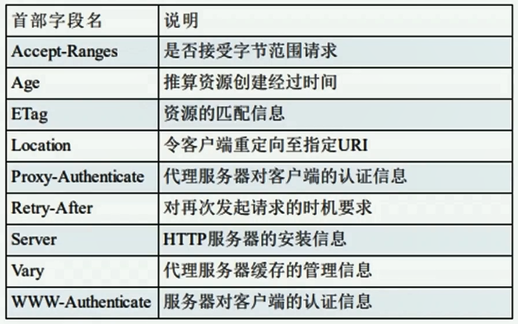 首部字段名 说明
Accept-Ranges 是否接受字节范围请求
Age 推算资源创建经过时间
ETag 资源的匹配信息
Location 令客户端重定向至指定URI
Proxy-Authenticate 代理服务器对客户端的认证信息
Retry-After 对再次发起请求的时机要求
Server HTTP服务器的安装信息
Vary 代理服务器缓存的管理信息
WWW-Authenticate 服务器对客户端的认证信息